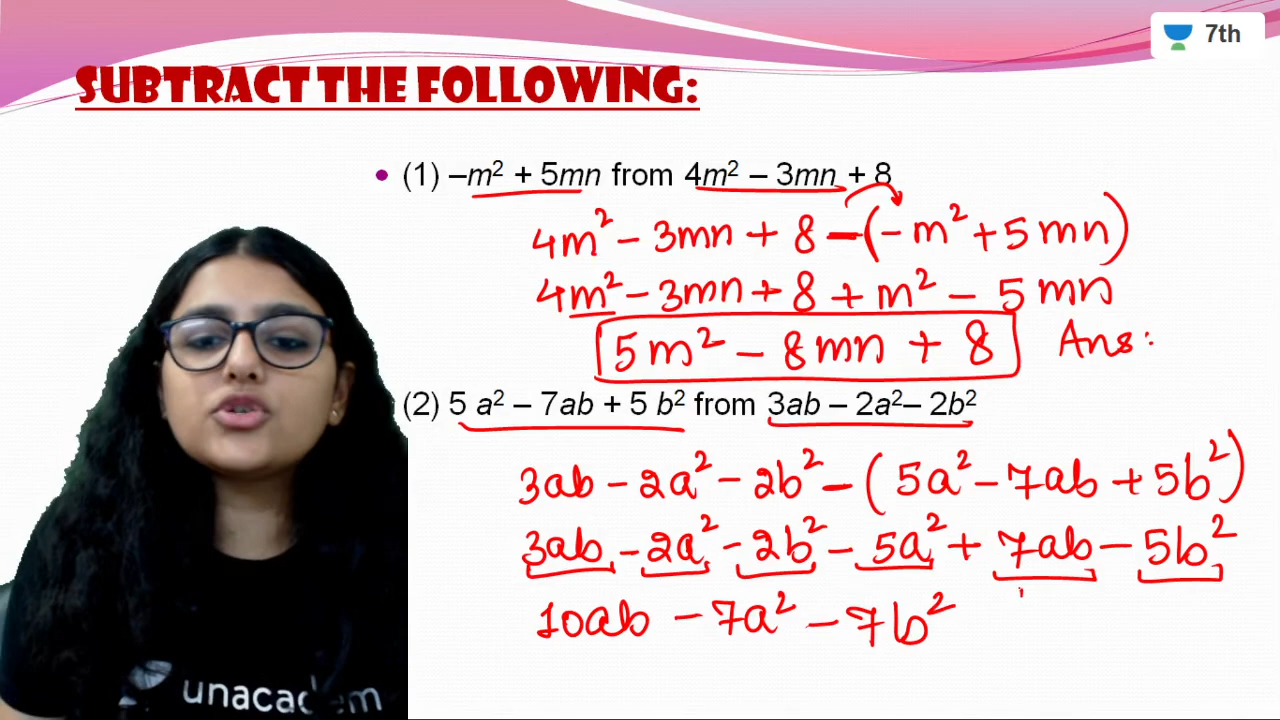 7th
SUBTRACT THE FOLLOWING:
• (1) –m² + 5mn from 4m² – 3mn + 8
4m² - 3mn + 8 - (- m² + 5mn)
4m² - 3mn + 8 + m² - 5mn
5m² - 8mn + 8 Ans:
(2) 5 a² – 7ab + 5 b² from 3ab – 2a² – 2b²
3ab - 2a² - 2b² - (5a² - 7ab + 5b²)
3ab - 2a² - 2b² - 5a² + 7ab - 5b²
10ab - 7a² - 7b²
unacadem